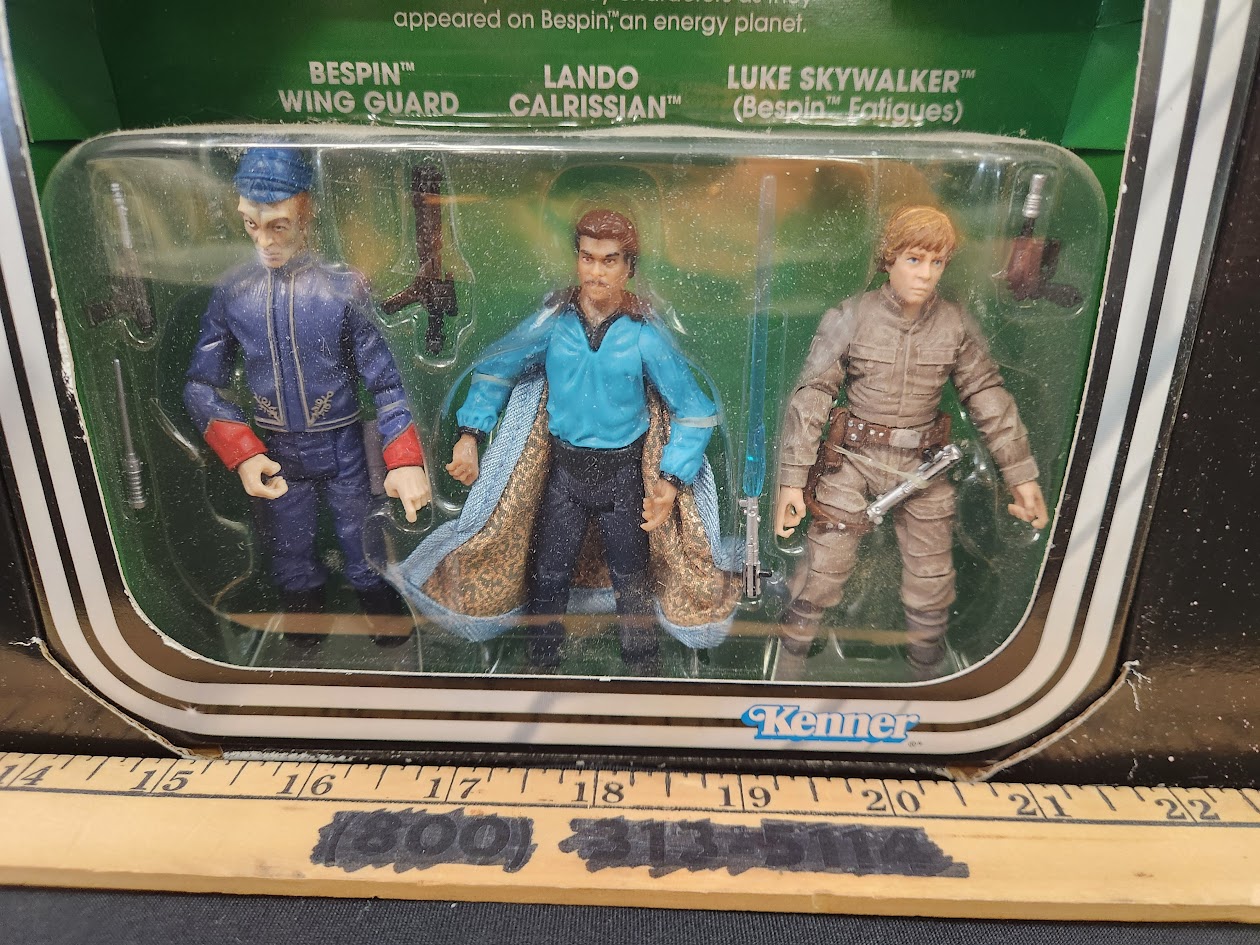 appeared on Bespin,™ an energy planet.
BESPIN™
WING GUARD
LANDO
CALRISSIAN™
LUKE SKYWALKER™
(Bespin™ Fatigues)
Kenner®
14 15 16 17 18 19 20 21 22
(800) 313-5114